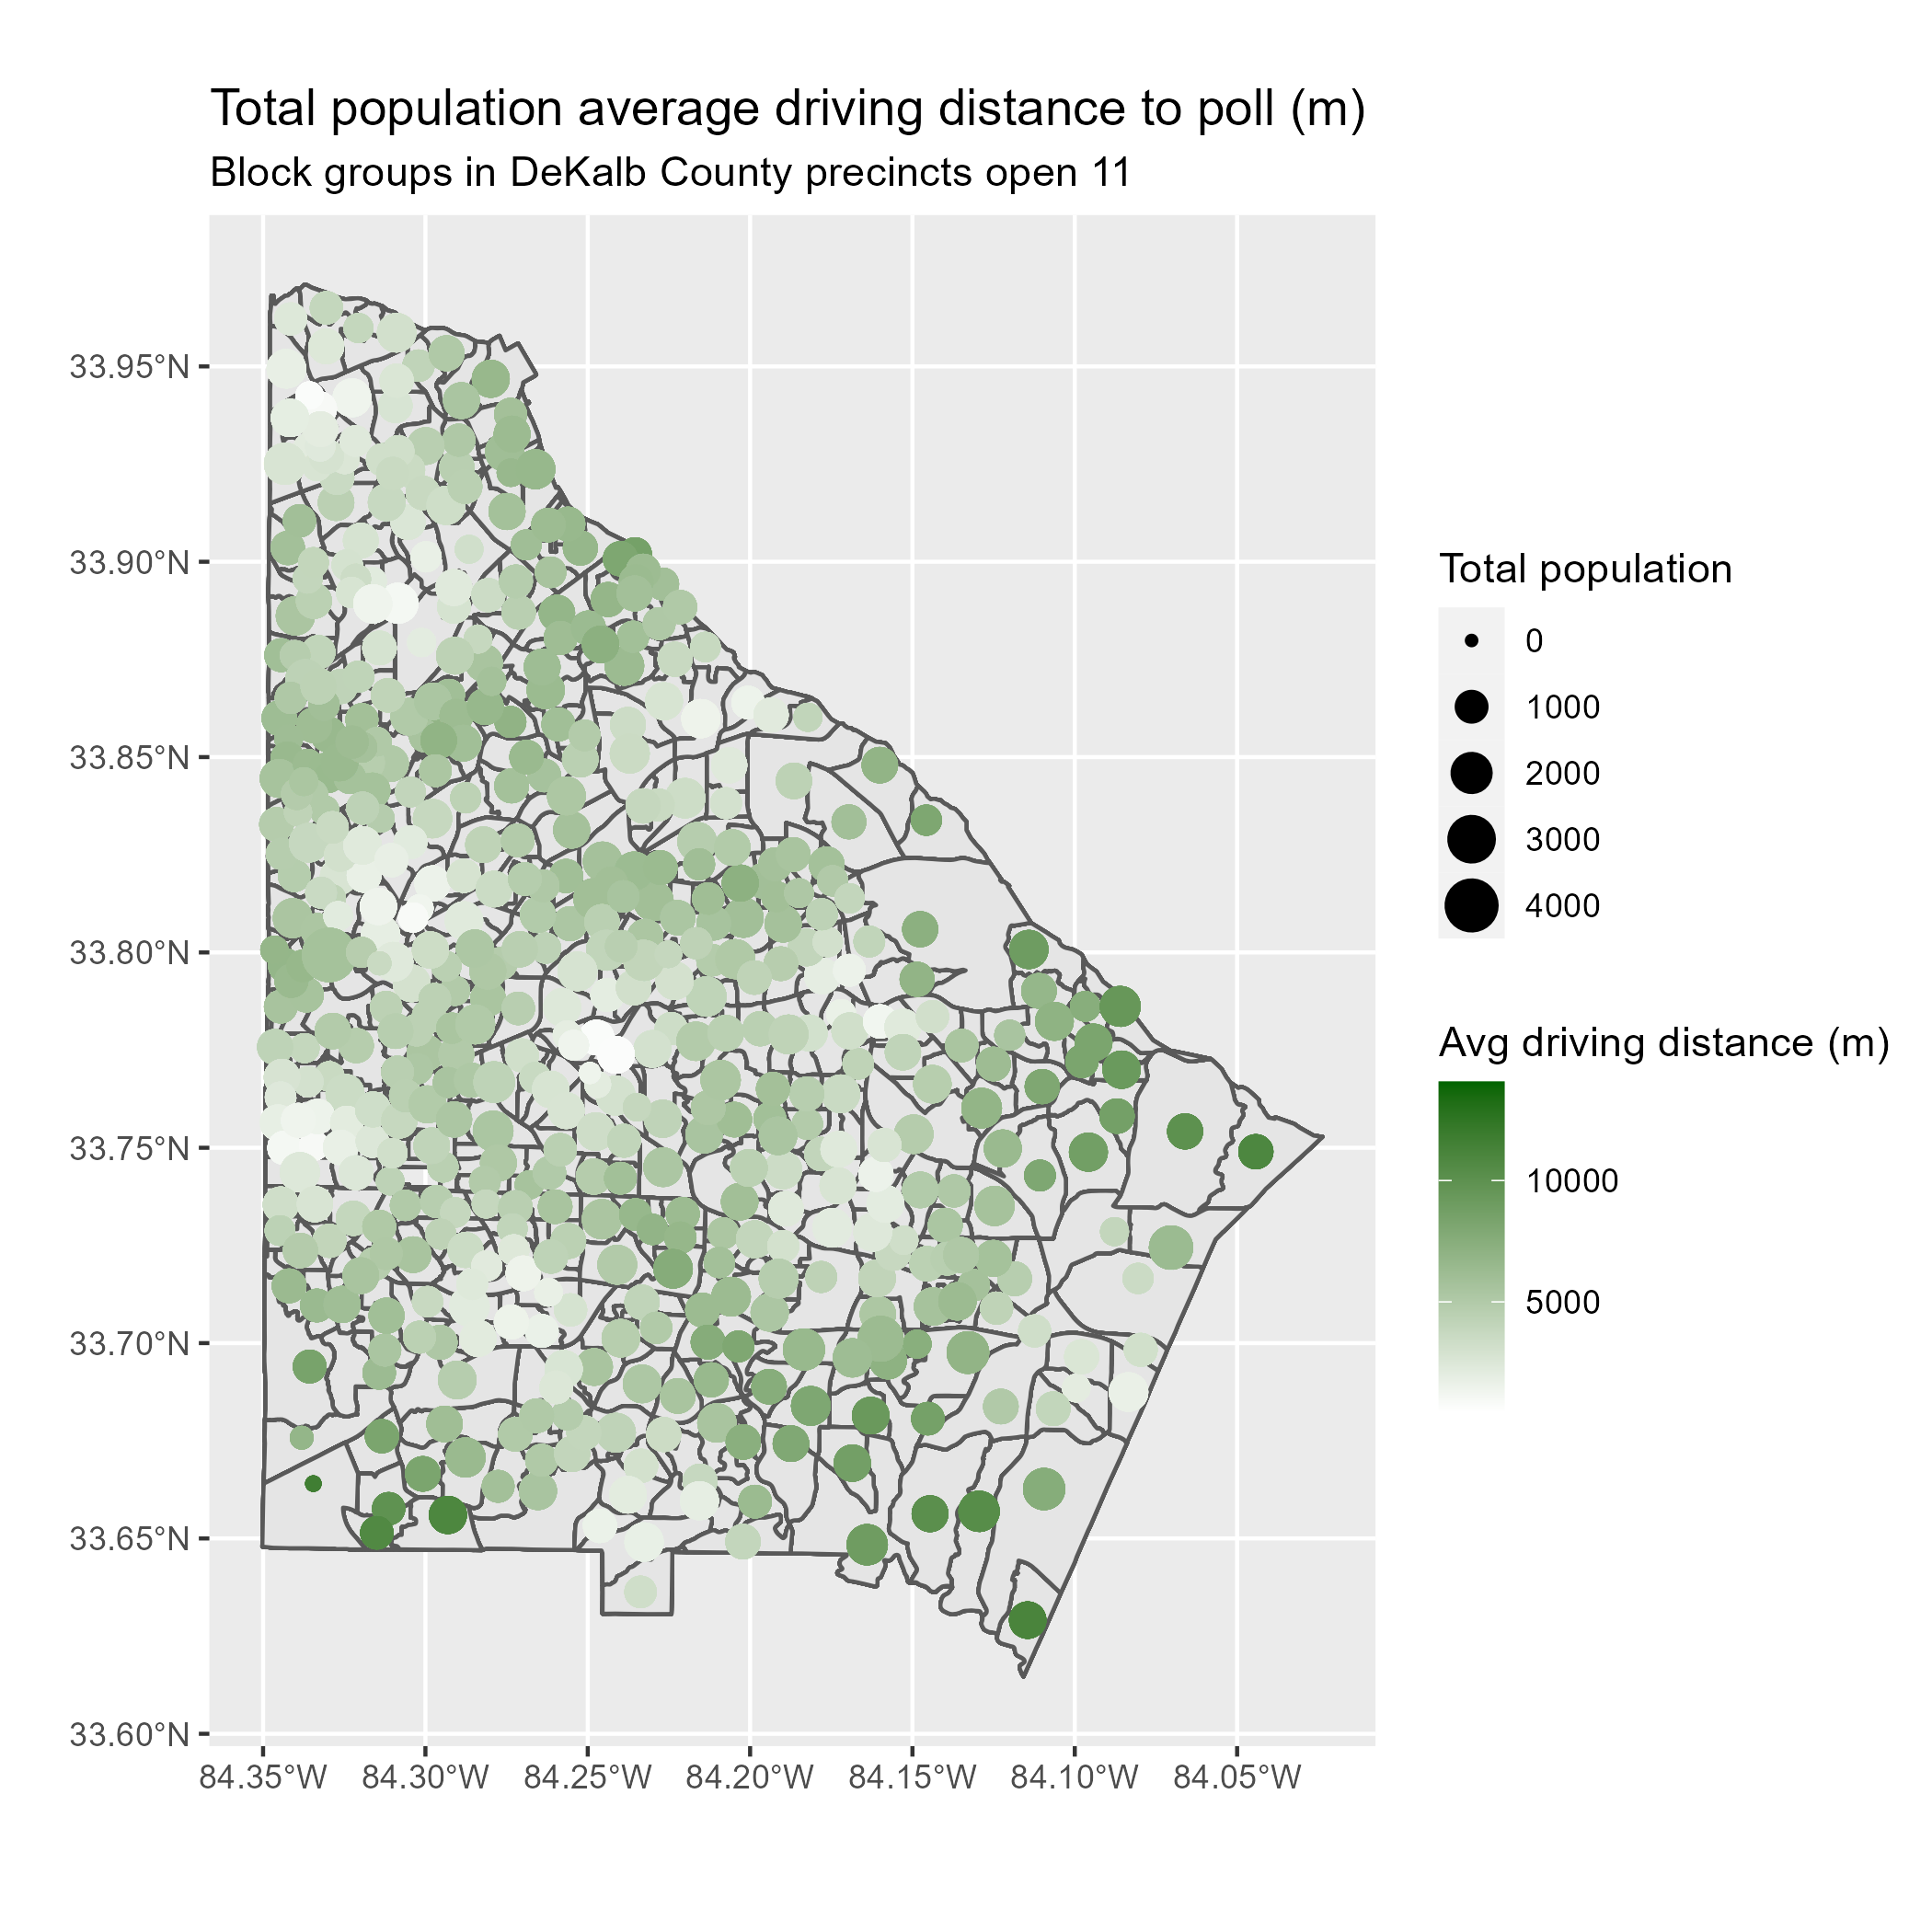 Total population average driving distance to poll (m)
Block groups in DeKalb County precincts open 11
33.95°N
33.90°N
33.85°N
33.80°N
33.75°N
33.70°N
33.65°N
33.60°N
84.35°W
84.30°W
84.25°W
84.20°W
84.15°W
84.10°W
84.05°W
Total population
0
1000
2000
3000
4000
Avg driving distance (m)
10000
5000